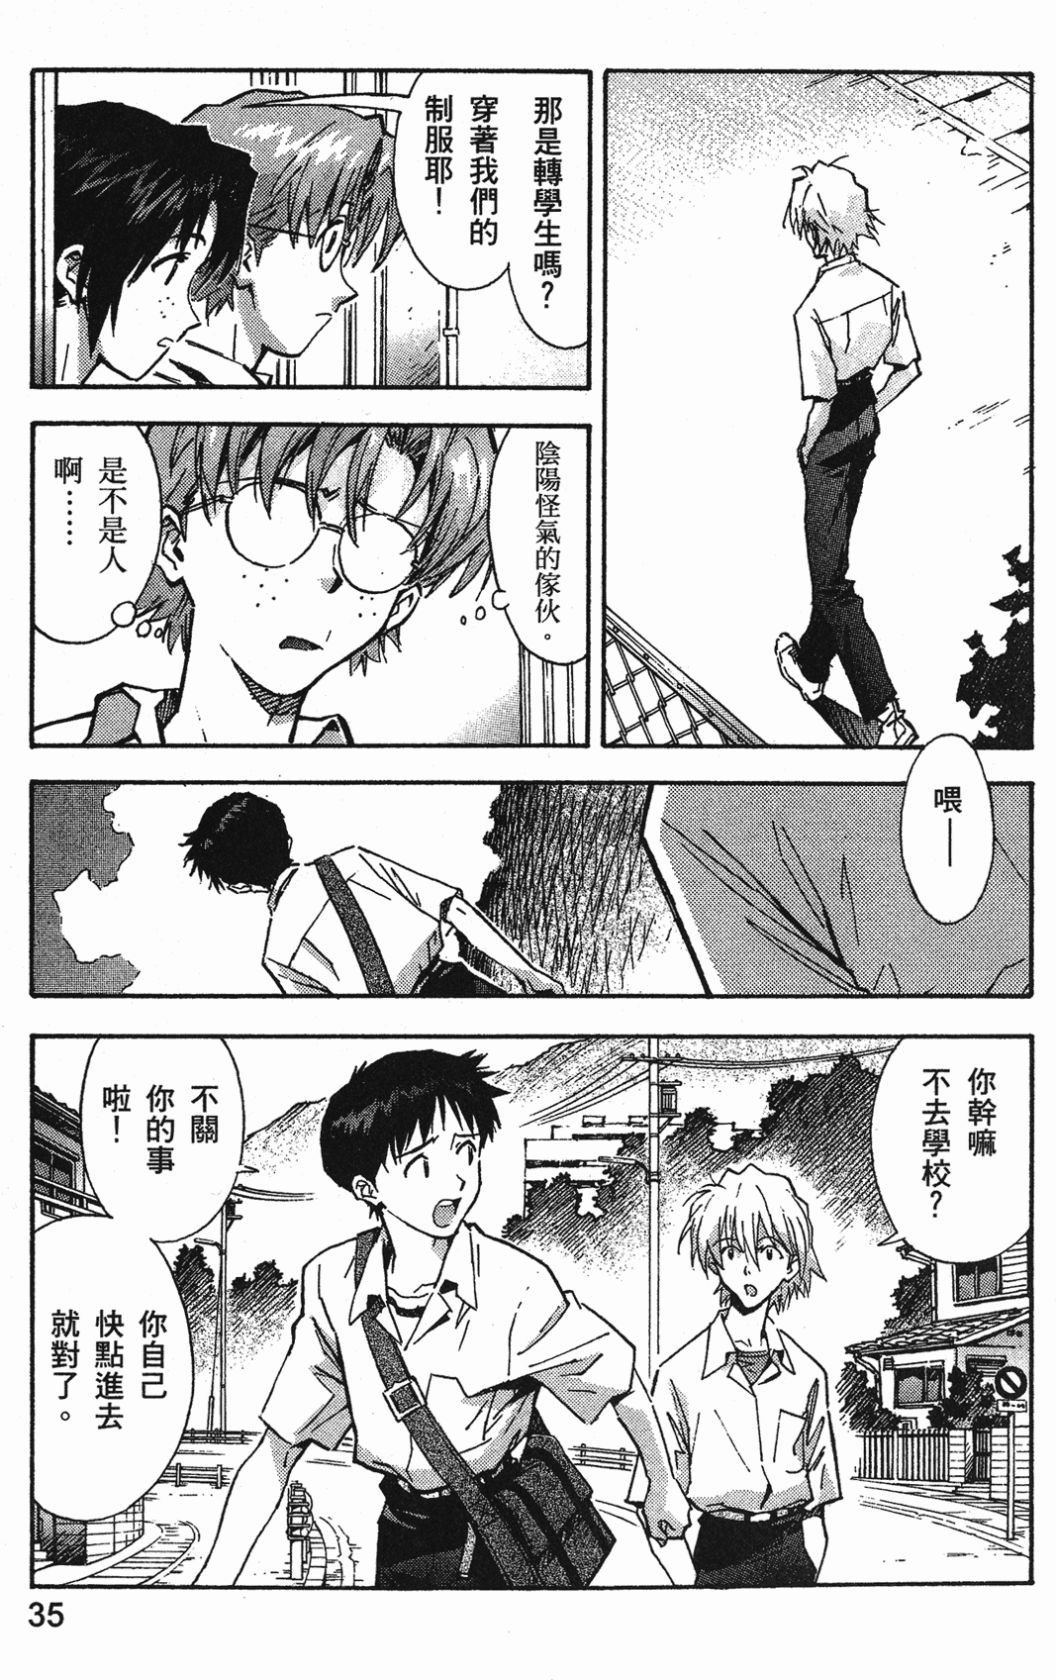 那是轉學生嗎？
穿著我們的
制服耶！
陰陽怪氣的傢伙。
是不是人
啊……
喂—
你幹嘛
不去學校？
不關
你的事
啦！
你自己
快點進去
就對了。
35